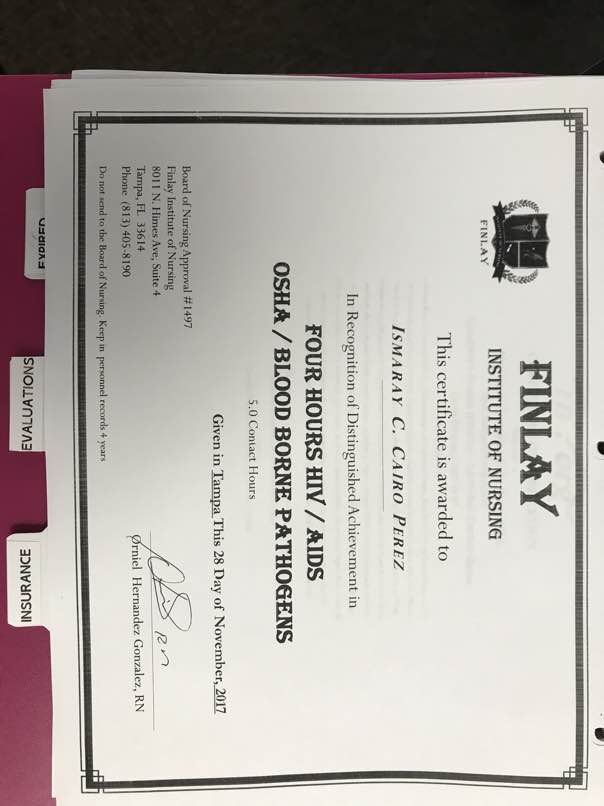 FINLAY
FINLAY
INSTITUTE OF NURSING
This certificate is awarded to
ISMARAY C. CAIRO PEREZ
In Recognition of Distinguished Achievement in
FOUR HOURS HIV / AIDS
OSHA / BLOOD BORNE PATHOGENS
5.0 Contact Hours
Given in Tampa This 28 Day of November, 2017
Board of Nursing Approval #1497
Finlay Institute of Nursing
8011 N. Himes Ave, Suite 4
Tampa, FL 33614
Phone (813) 405-8190
Ørniel Hernandez Gonzalez, RN
Do not send to the Board of Nursing. Keep in personnel records 4 years
EXPIRED
EVALUATIONS
INSURANCE